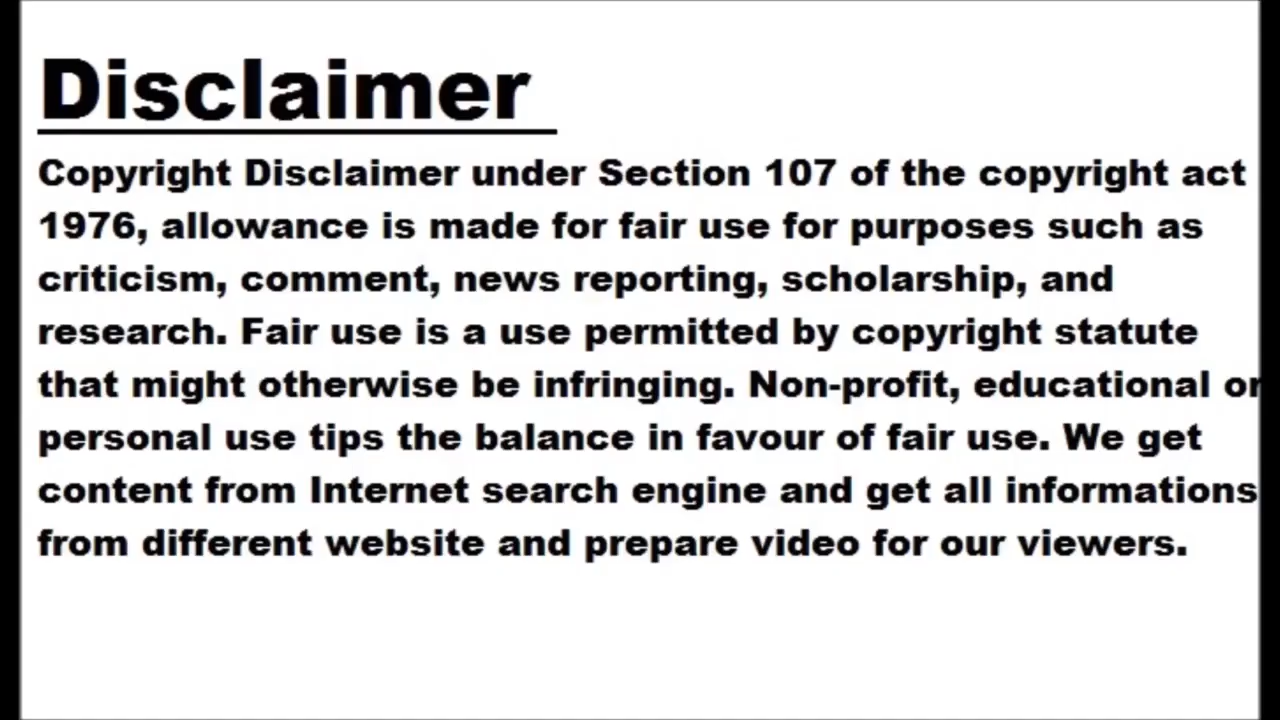 Disclaimer
Copyright Disclaimer under Section 107 of the copyright act
1976, allowance is made for fair use for purposes such as
criticism, comment, news reporting, scholarship, and
research. Fair use is a use permitted by copyright statute
that might otherwise be infringing. Non-profit, educational or
personal use tips the balance in favour of fair use. We get
content from Internet search engine and get all informations
from different website and prepare video for our viewers.